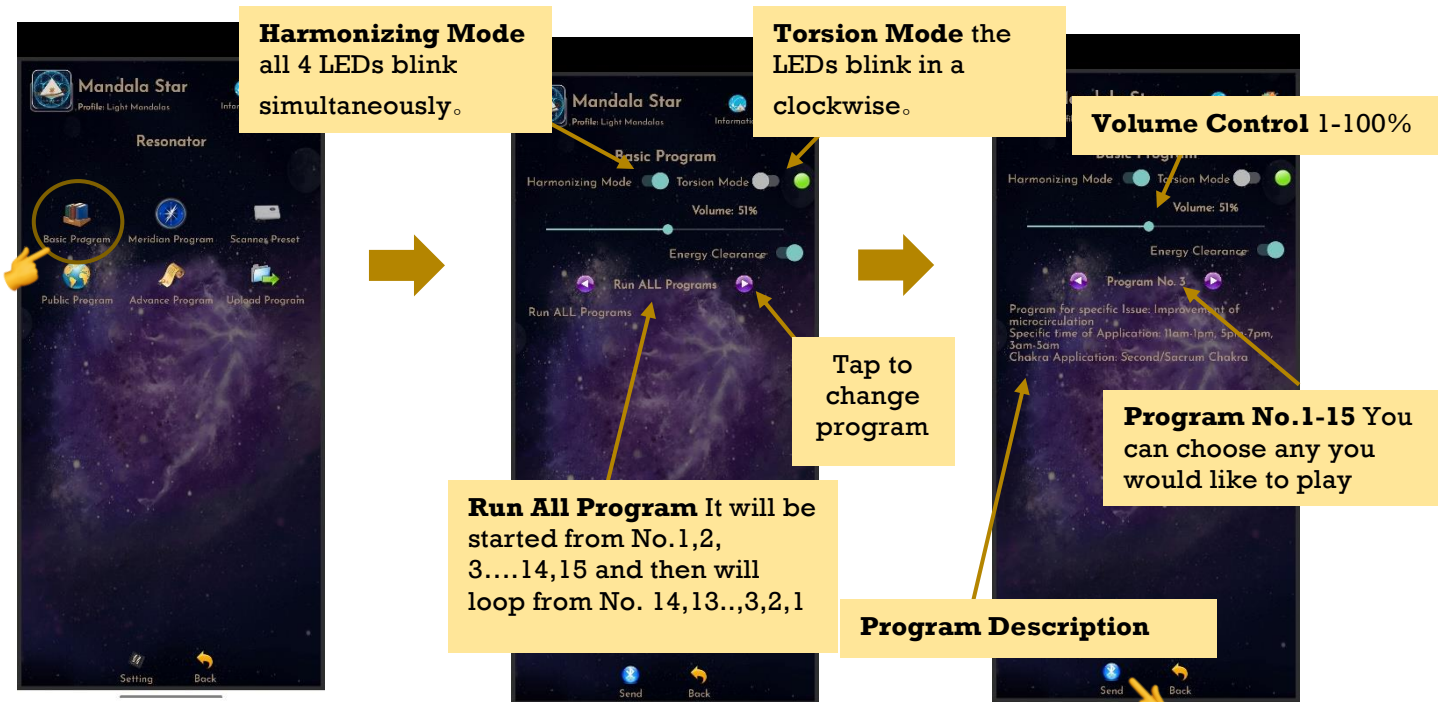 Harmonizing Mode
all 4 LEDs blink
simultaneously。
Torsion Mode the
LEDs blink in a
clockwise。
Volume Control 1-100%
Mandala Star
Profile: Light Mandalas
Resonator
Basic Program
Meridian Program
Scanner Preset
Public Program
Advance Program
Upload Program
Setting
Back
Mandala Star
Profile: Light Mandalas
Information
Basic Program
Harmonizing Mode
Torsion Mode
Volume: 51%
Energy Clearance
Run ALL Programs
Run ALL Programs
Tap to
change
program
Run All Program It will be
started from No.1,2,
3....14,15 and then will
loop from No. 14,13..,3,2,1
Send
Back
Basic Program
Harmonizing Mode
Torsion Mode
Volume: 51%
Energy Clearance
Program No. 3
Program for specific Issue: Improvement of
microcirculation
Specific time of Application: 11am-1pm, 5pm-7pm,
3am-5am
Chakra Application: Second/Sacrum Chakra
Program No.1-15 You
can choose any you
would like to play
Program Description
Send
Back